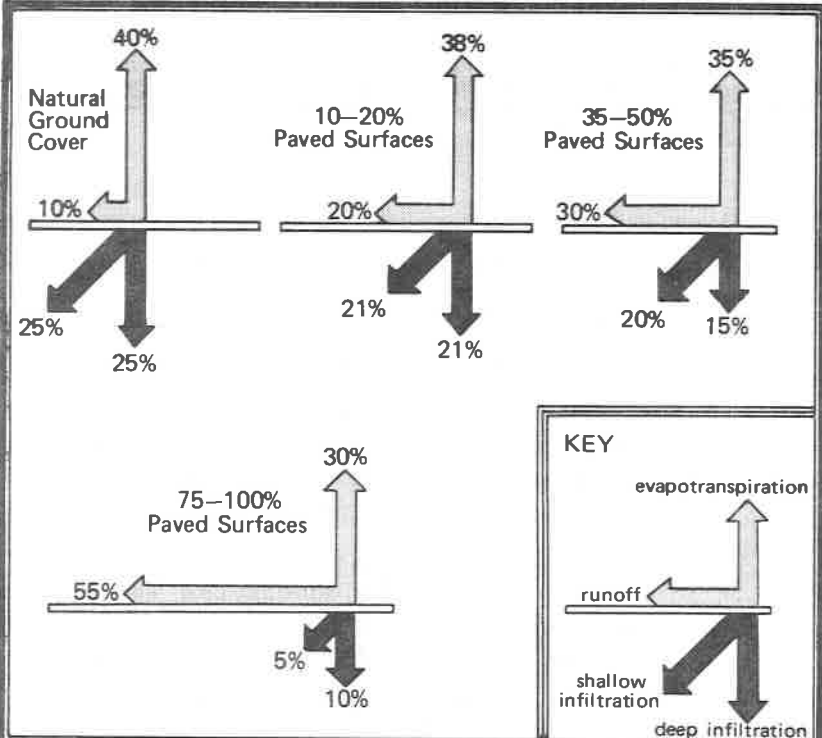 40%
Natural
Ground
Cover
10%
25%
25%
38%
10—20%
Paved Surfaces
20%
21%
21%
35%
35—50%
Paved Surfaces
30%
20%
15%
30%
75—100%
Paved Surfaces
55%
5%
10%
KEY
evapotranspiration
runoff
shallow
infiltration
deep infiltration